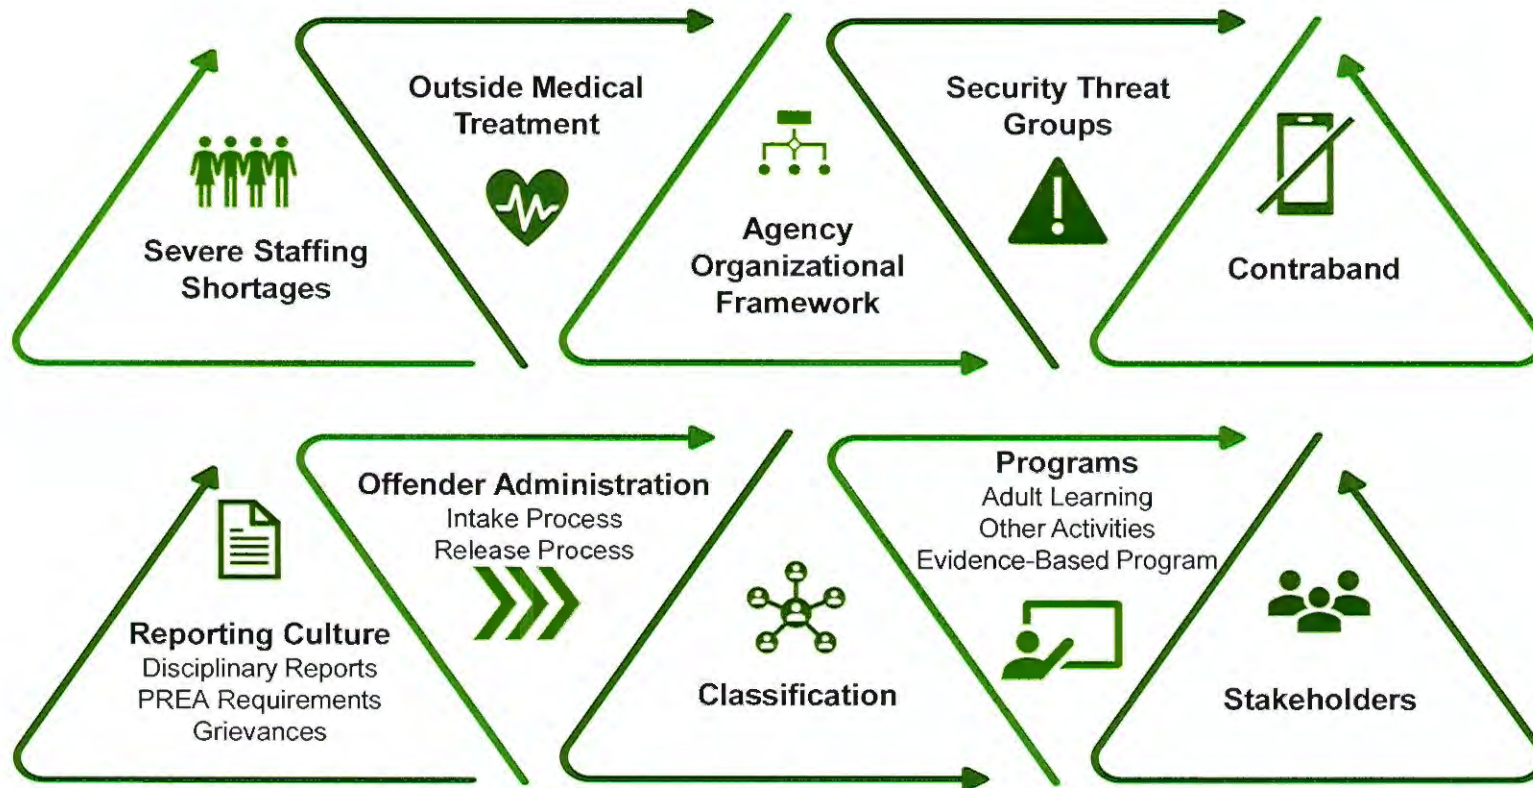 Severe Staffing
Shortages
Outside Medical
Treatment
Agency
Organizational
Framework
Security Threat
Groups
Contraband
Reporting Culture
Disciplinary Reports
PREA Requirements
Grievances
Offender Administration
Intake Process
Release Process
Classification
Programs
Adult Learning
Other Activities
Evidence-Based Program
Stakeholders